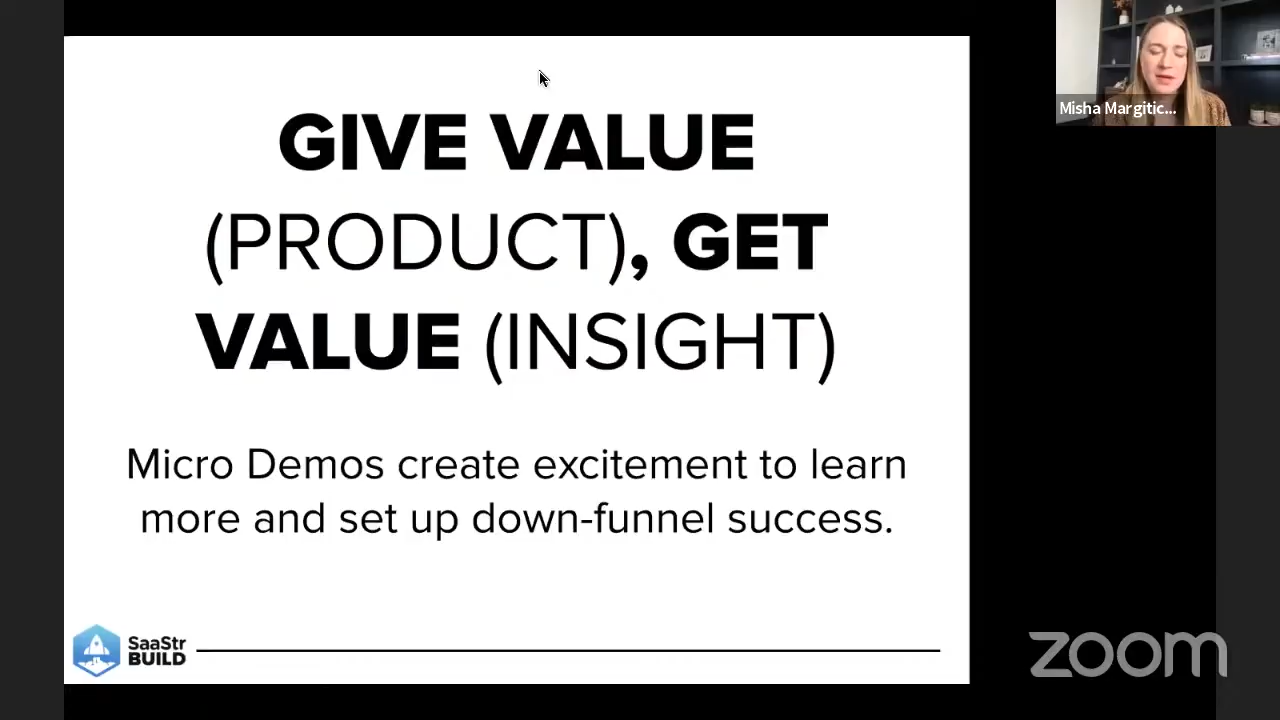 GIVE VALUE
(PRODUCT), GET
VALUE (INSIGHT)
Micro Demos create excitement to learn
more and set up down-funnel success.
SaaStr
BUILD
Misha Margitic...
zoom